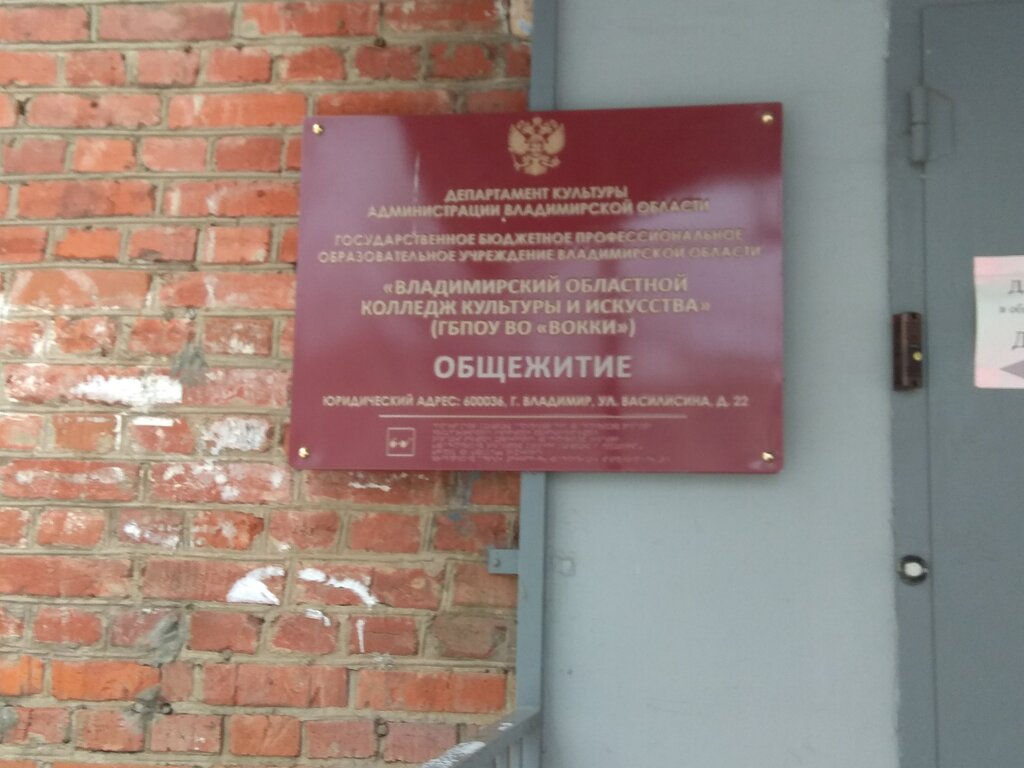 ДЕПАРТАМЕНТ КУЛЬТУРЫ
АДМИНИСТРАЦИИ ВЛАДИМИРСКОЙ ОБЛАСТИ
ГОСУДАРСТВЕННОЕ БЮДЖЕТНОЕ ПРОФЕССИОНАЛЬНОЕ
ОБРАЗОВАТЕЛЬНОЕ УЧРЕЖДЕНИЕ ВЛАДИМИРСКОЙ ОБЛАСТИ
«ВЛАДИМИРСКИЙ ОБЛАСТНОЙ
КОЛЛЕДЖ КУЛЬТУРЫ И ИСКУССТВА»
(ГБПОУ ВО «ВОККИ»)
ОБЩЕЖИТИЕ
ЮРИДИЧЕСКИЙ АДРЕС: 600036, Г. ВЛАДИМИР, УЛ. ВАСИЛИСИНА, Д. 22